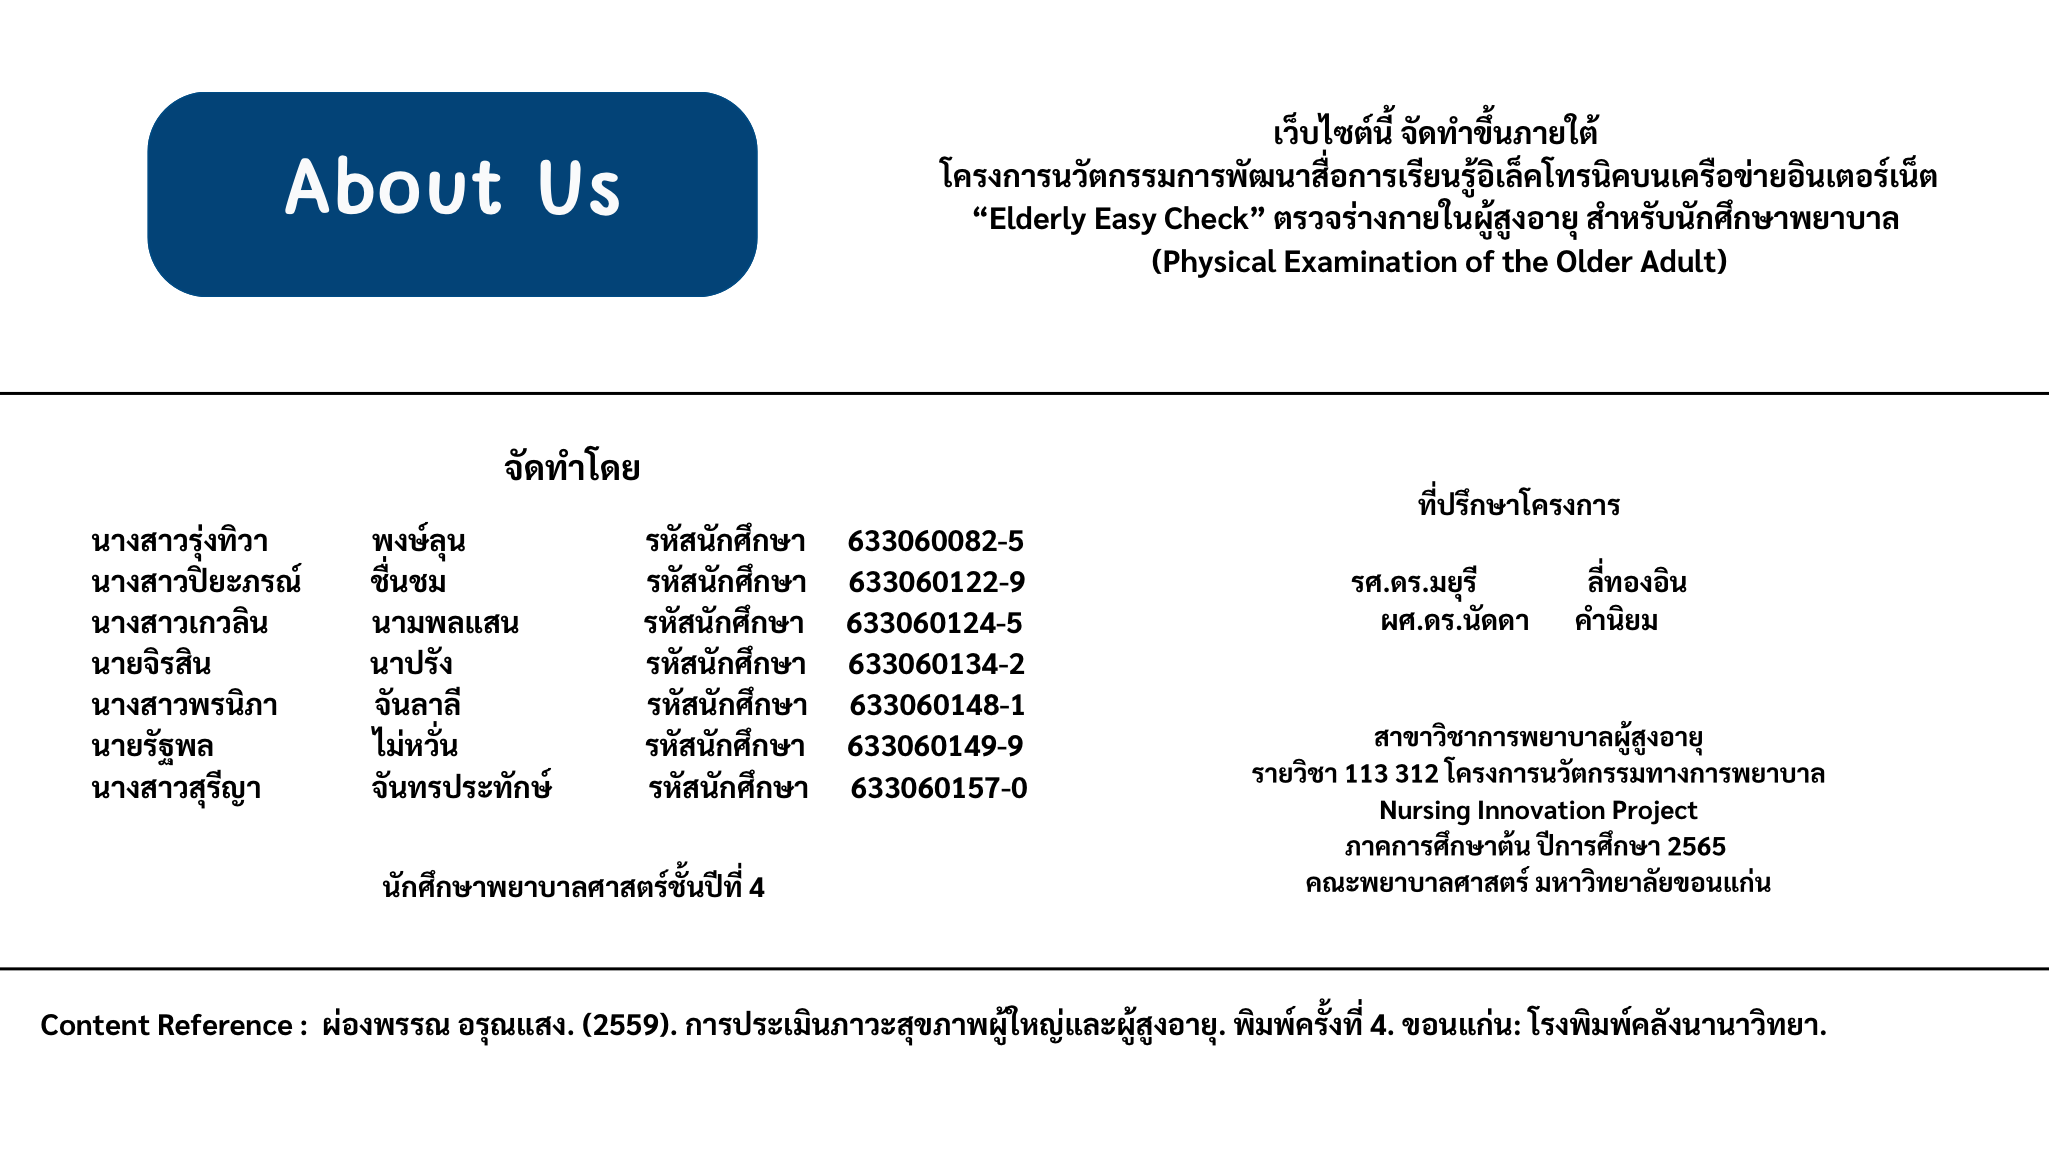 About Us
เว็บไซต์นี้ จัดทำขึ้นภายใต้
โครงการนวัตกรรมการพัฒนาสื่อการเรียนรู้อิเล็คโทรนิคบนเครือข่ายอินเตอร์เน็ต
“Elderly Easy Check” ตรวจร่างกายในผู้สูงอายุ สำหรับนักศึกษาพยาบาล
(Physical Examination of the Older Adult)
จัดทำโดย
นางสาวรุ่งทิวา พงษ์ลุน รหัสนักศึกษา 633060082-5
นางสาวปิยะภรณ์ ชื่นชม รหัสนักศึกษา 633060122-9
นางสาวเกวลิน นามพลแสน รหัสนักศึกษา 633060124-5
นายจิรสิน นาปรัง รหัสนักศึกษา 633060134-2
นางสาวพรนิภา จันลาลี รหัสนักศึกษา 633060148-1
นายรัฐพล ไม่หวั่น รหัสนักศึกษา 633060149-9
นางสาวสุรีญา จันทรประทักษ์ รหัสนักศึกษา 633060157-0
นักศึกษาพยาบาลศาสตร์ชั้นปีที่ 4
ที่ปรึกษาโครงการ
รศ.ดร.มยุรี ลี่ทองอิน
ผศ.ดร.นัดดา คำนิยม
สาขาวิชาการพยาบาลผู้สูงอายุ
รายวิชา 113 312 โครงการนวัตกรรมทางการพยาบาล
Nursing Innovation Project
ภาคการศึกษาต้น ปีการศึกษา 2565
คณะพยาบาลศาสตร์ มหาวิทยาลัยขอนแก่น
Content Reference : ผ่องพรรณ อรุณแสง. (2559). การประเมินภาวะสุขภาพผู้ใหญ่และผู้สูงอายุ. พิมพ์ครั้งที่ 4. ขอนแก่น: โรงพิมพ์คลังนานาวิทยา.